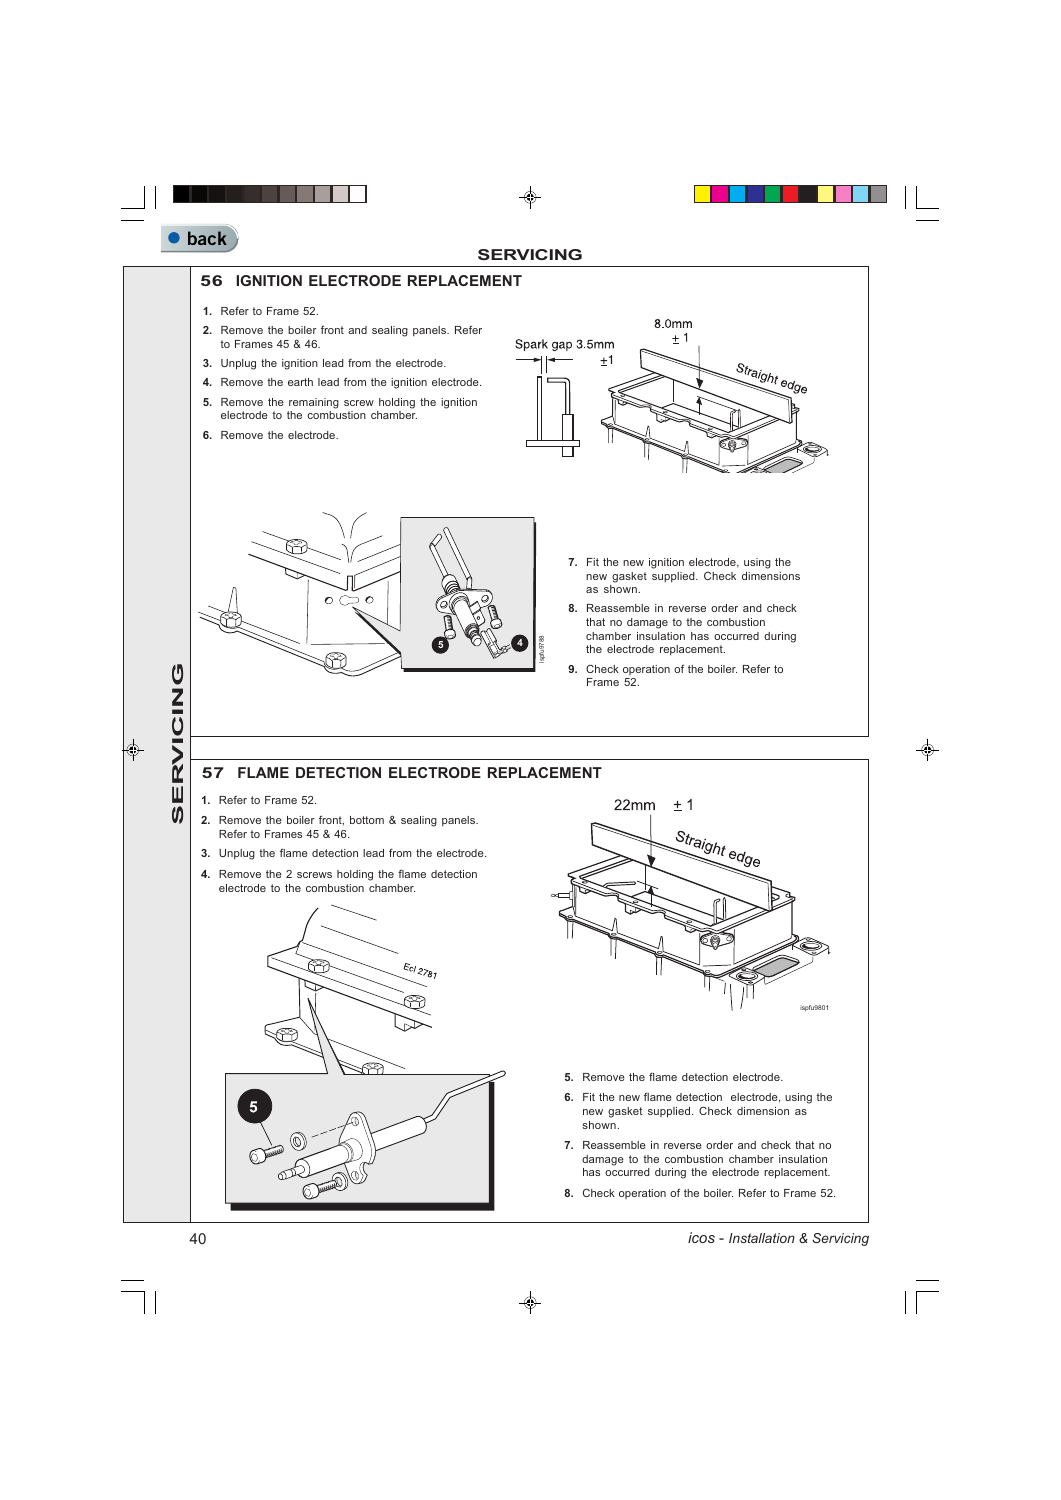 back
SERVICING
56 IGNITION ELECTRODE REPLACEMENT
1. Refer to Frame 52.
2. Remove the boiler front and sealing panels. Refer
to Frames 45 & 46.
3. Unplug the ignition lead from the electrode.
4. Remove the earth lead from the ignition electrode.
5. Remove the remaining screw holding the ignition
electrode to the combustion chamber.
6. Remove the electrode.
8.0mm
± 1
Spark gap 3.5mm
±1
Straight edge
5
4
ispfu9788
7. Fit the new ignition electrode, using the
new gasket supplied. Check dimensions
as shown.
8. Reassemble in reverse order and check
that no damage to the combustion
chamber insulation has occurred during
the electrode replacement.
9. Check operation of the boiler. Refer to
Frame 52.
SERVICING
57 FLAME DETECTION ELECTRODE REPLACEMENT
1. Refer to Frame 52.
2. Remove the boiler front, bottom & sealing panels.
Refer to Frames 45 & 46.
3. Unplug the flame detection lead from the electrode.
4. Remove the 2 screws holding the flame detection
electrode to the combustion chamber.
22mm ± 1
Straight edge
ispfu9801
Ecl 2781
5
5. Remove the flame detection electrode.
6. Fit the new flame detection electrode, using the
new gasket supplied. Check dimension as
shown.
7. Reassemble in reverse order and check that no
damage to the combustion chamber insulation
has occurred during the electrode replacement.
8. Check operation of the boiler. Refer to Frame 52.
40
icos - Installation & Servicing